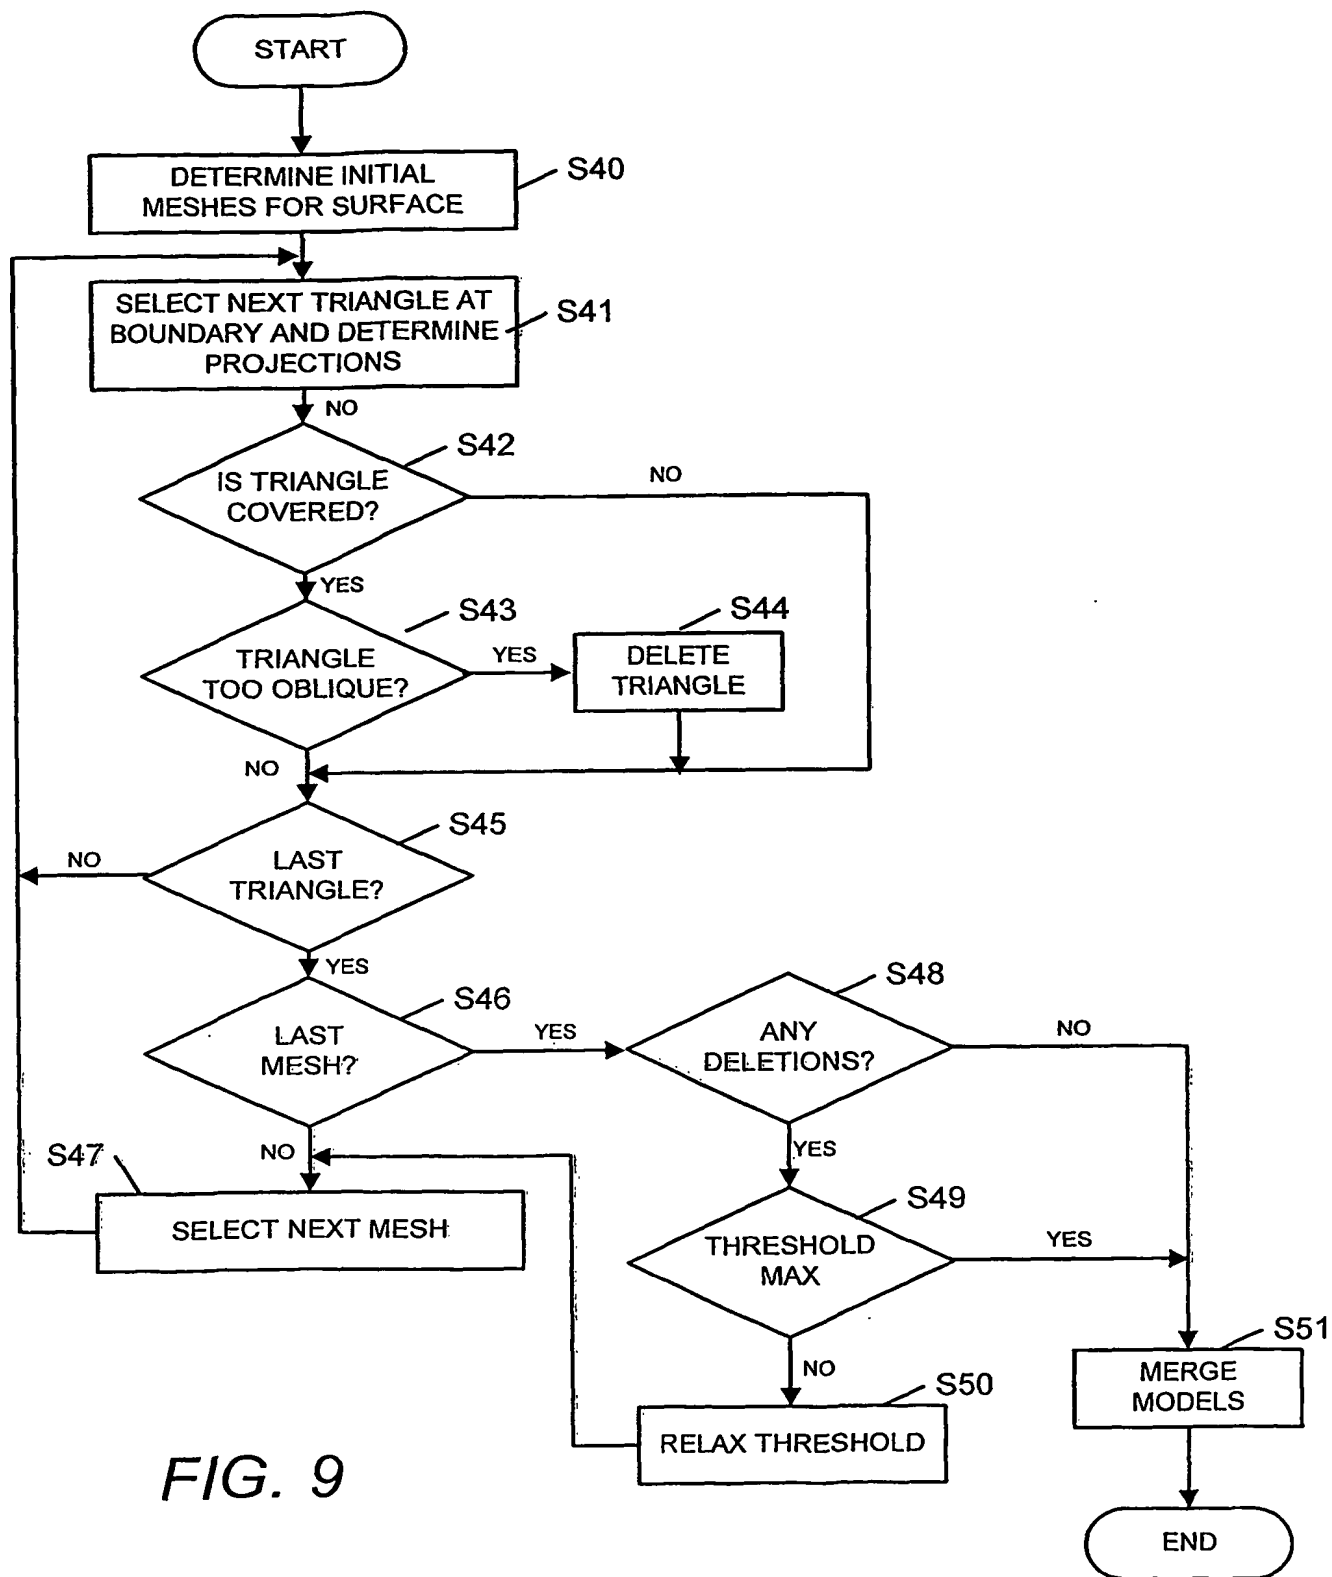 START
DETERMINE INITIAL
MESHES FOR SURFACE
S40
SELECT NEXT TRIANGLE AT
BOUNDARY AND DETERMINE
PROJECTIONS
S41
NO
S42
IS TRIANGLE
COVERED?
NO
YES
S43
TRIANGLE
TOO OBLIQUE?
YES
S44
DELETE
TRIANGLE
NO
S45
LAST
TRIANGLE?
NO
YES
S46
LAST
MESH?
YES
S48
ANY
DELETIONS?
NO
NO
YES
S47
SELECT NEXT MESH
S49
THRESHOLD
MAX
YES
NO
S50
RELAX THRESHOLD
S51
MERGE
MODELS
FIG. 9
END